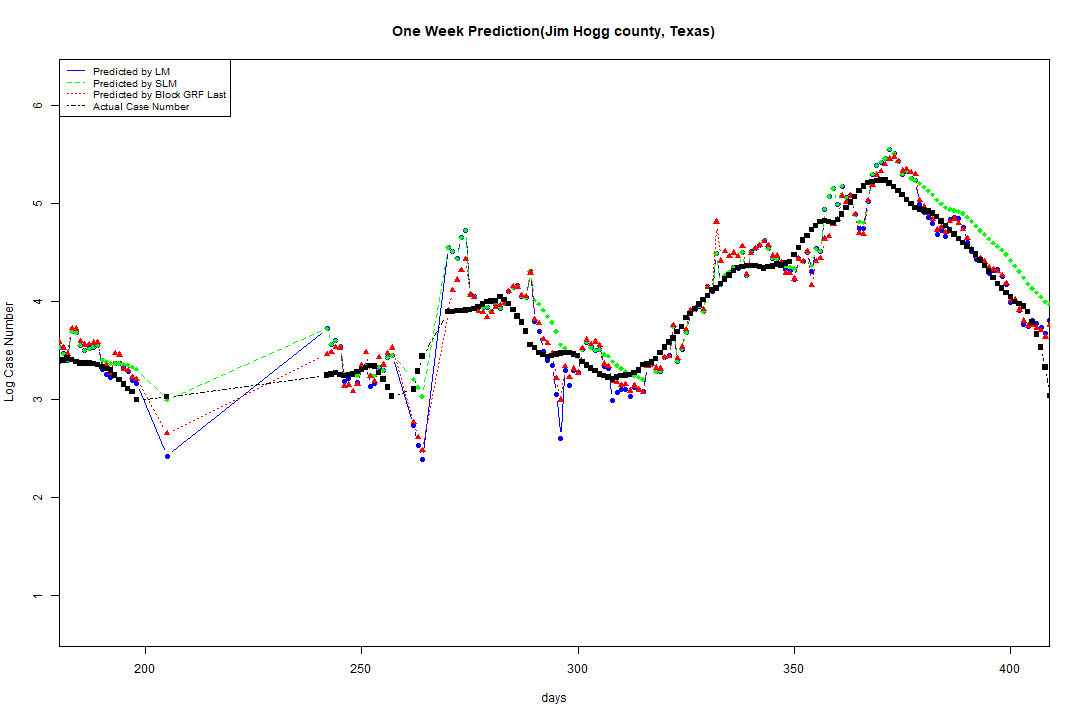 One Week Prediction(Jim Hogg county, Texas)
Predicted by LM
Predicted by SLM
Predicted by Block GRF Last
Actual Case Number
6
5
4
3
2
1
Log Case Number
200 250 300 350 400
days